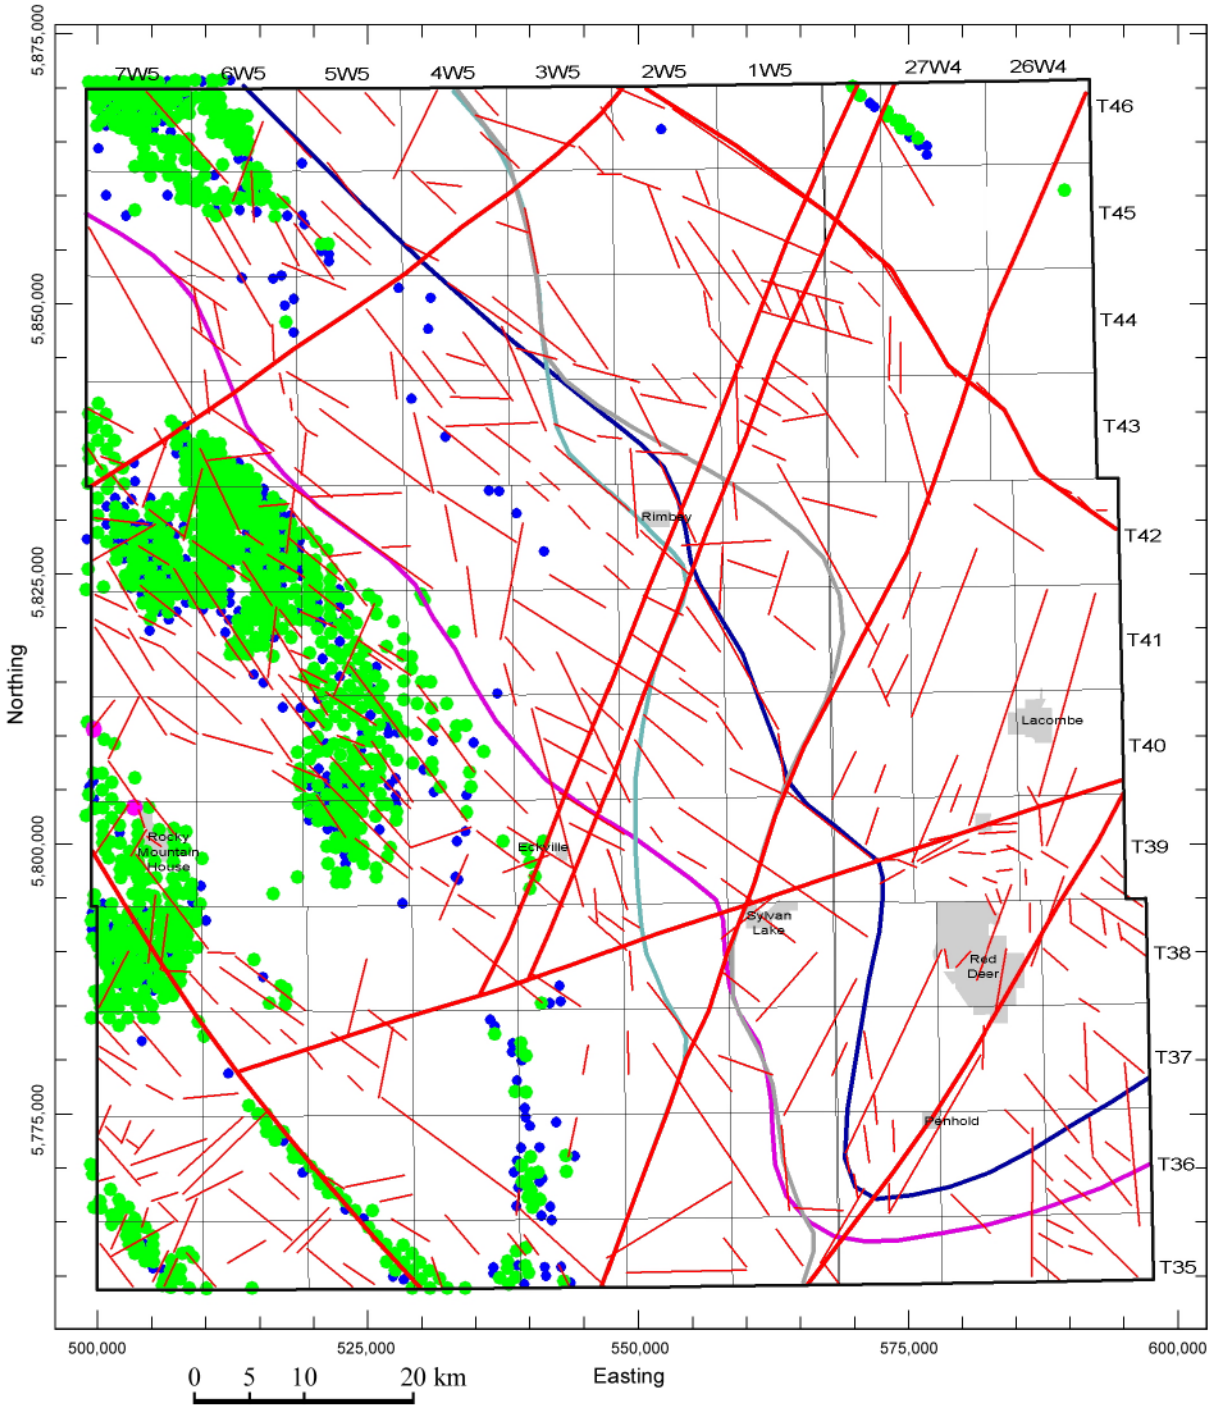 5,875,000
7W5 6W5 5W5 4W5 3W5 2W5 1W5 27W4 26W4
T46
T45
5,850,000
T44
T43
Rimbey
T42
5,825,000
T41
Northing
Lacombe
T40
Rocky
Mountain
House
Eckville
5,800,000
T39
Sylvan
Lake
Red
Deer
T38
T37
5,775,000
Penhold
T36
T35
500,000 525,000 550,000 575,000 600,000
Easting
0 5 10 20 km